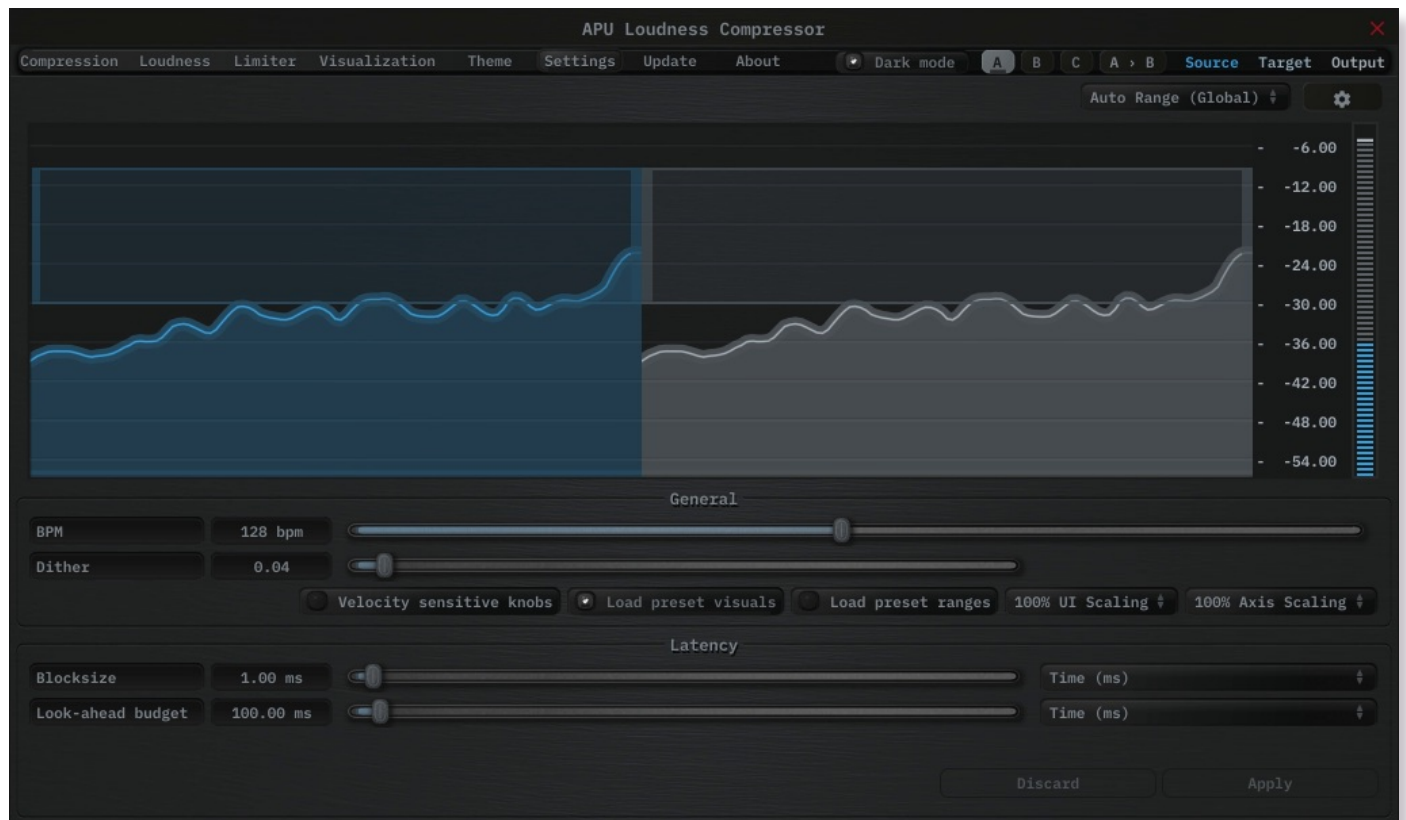 APU Loudness Compressor
Compression Loudness Limiter Visualization Theme Settings Update About Dark mode A B C A › B Source Target Output
Auto Range (Global)
- -6.00
- -12.00
- -18.00
- -24.00
- -30.00
- -36.00
- -42.00
- -48.00
- -54.00
General
BPM 128 bpm
Dither 0.04
Velocity sensitive knobs Load preset visuals Load preset ranges 100% UI Scaling 100% Axis Scaling
Latency
Blocksize 1.00 ms Time (ms)
Look-ahead budget 100.00 ms Time (ms)
Discard Apply